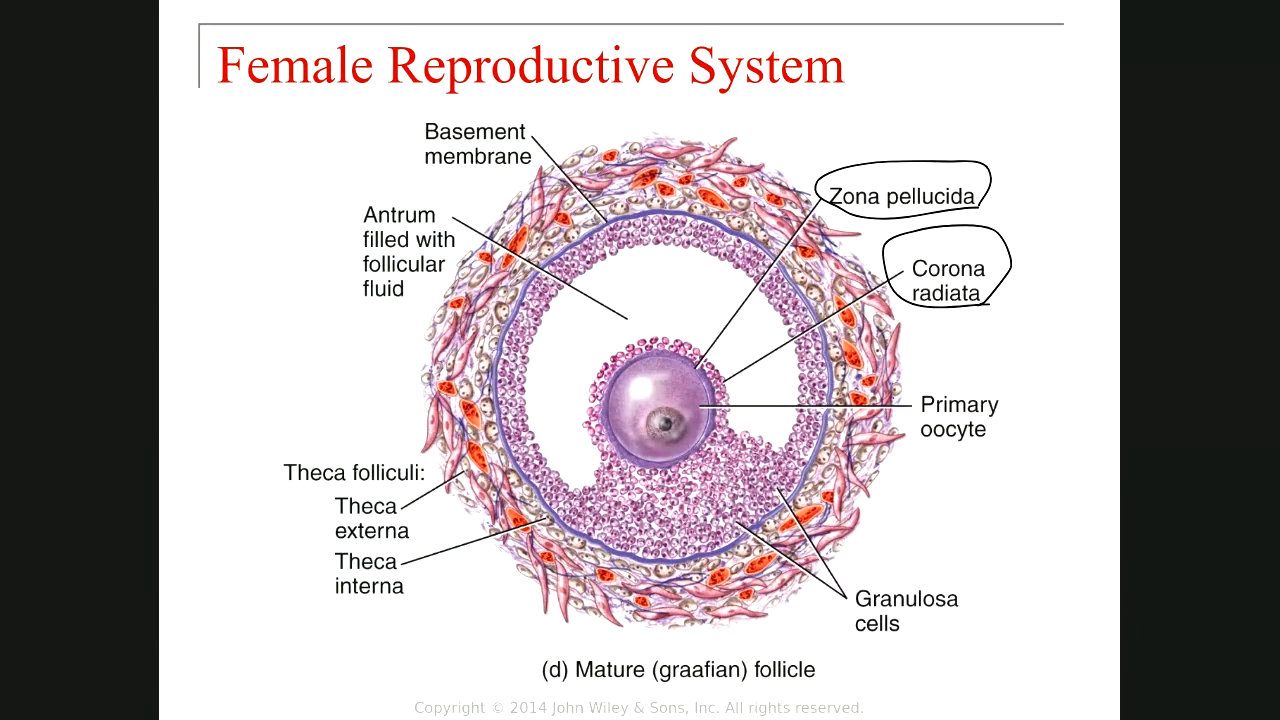 Female Reproductive System
Basement
membrane
Zona pellucida
Antrum
filled with
follicular
fluid
Corona
radiata
Primary
oocyte
Theca folliculi:
Theca
externa
Theca
interna
Granulosa
cells
(d) Mature (graafian) follicle
Copyright © 2014 John Wiley & Sons, Inc. All rights reserved.